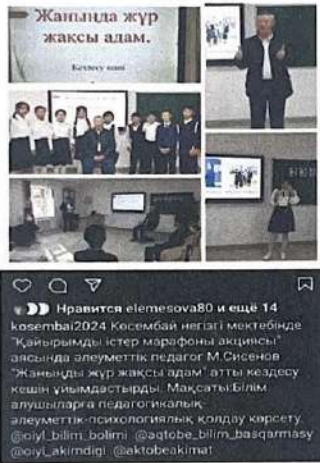 Жанында жүр
жақсы адам.
Кездесу кеші
Нравится elemesova80 и ещё 14
kosembai2024 Көсембай негізгі мектебінде
"Қайырымды істер марафоны акциясы"
аясында әлеуметтік педагог М.Сисенов
"Жаныңды жүр жақсы адам" атты кездесу
кешін ұйымдастырды. Мақсаты:Білім
алушыларға педагогикалық-
әлеуметтік-психологиялық қолдау көрсету.
@oiyl_bilim_bolimi @aqtobe_bilim_basqarmasy
@oiyl_akimdigi @aktobeakimat